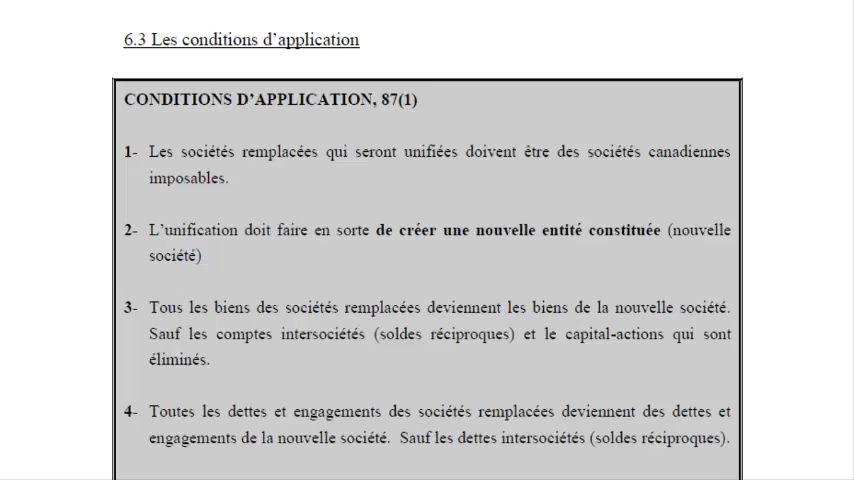 6.3 Les conditions d'application
CONDITIONS D'APPLICATION, 87(1)
1- Les sociétés remplacées qui seront unifiées doivent être des sociétés canadiennes
imposables.
2- L'unification doit faire en sorte de créer une nouvelle entité constituée (nouvelle
société)
3- Tous les biens des sociétés remplacées deviennent les biens de la nouvelle société.
Sauf les comptes intersociétés (soldes réciproques) et le capital-actions qui sont
éliminés.
4- Toutes les dettes et engagements des sociétés remplacées deviennent des dettes et
engagements de la nouvelle société. Sauf les dettes intersociétés (soldes réciproques).